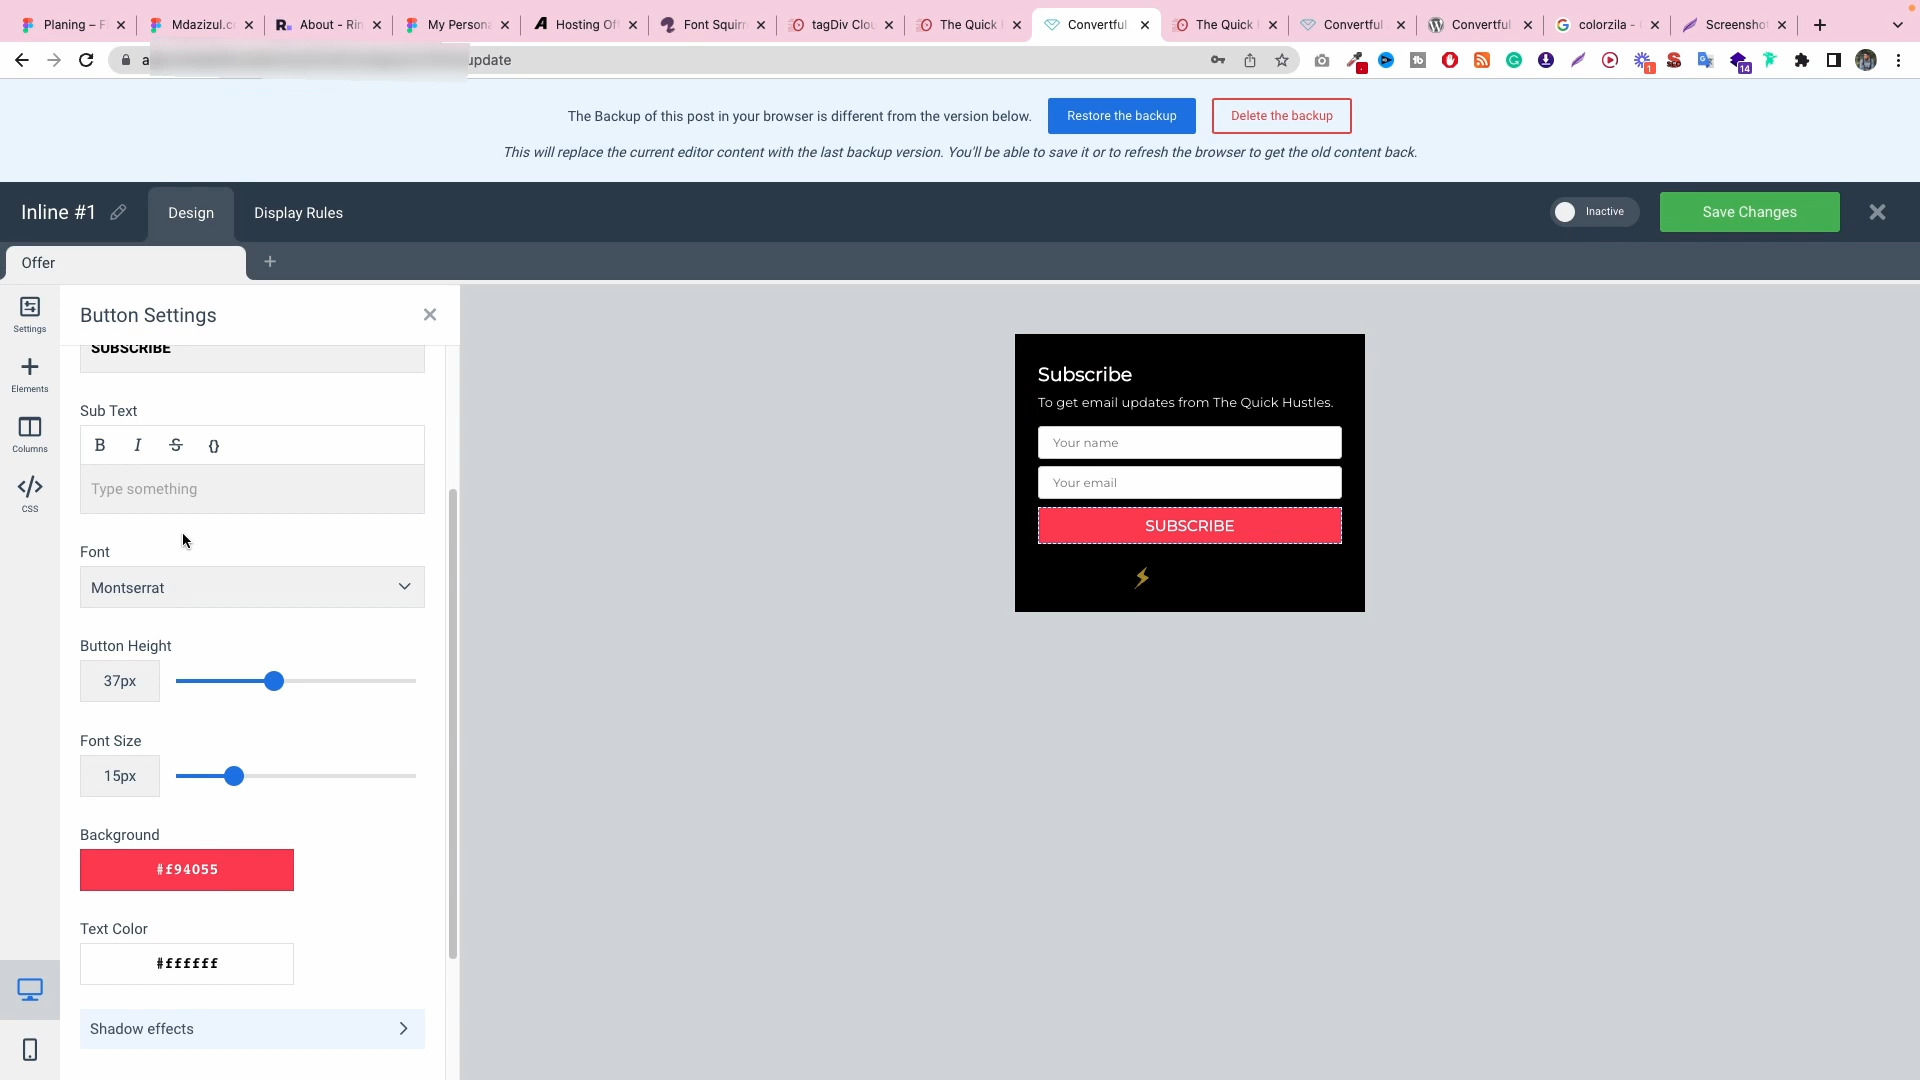 Planing – F
Mdazizul.c
About - Rin
My Persona
Hosting Of
Font Squirr
tagDiv Clou
The Quick
Convertful
The Quick
Convertful
Convertful
colorzila -
Screensho
update
1
14
The Backup of this post in your browser is different from the version below.
Restore the backup
Delete the backup
This will replace the current editor content with the last backup version. You'll be able to save it or to refresh the browser to get the old content back.
Inline #1
Design
Display Rules
Inactive
Save Changes
Offer
Settings
Elements
Columns
CSS
Button Settings
SUBSCRIBE
Sub Text
B I S {}
Type something
Font
Montserrat
Button Height
37px
Font Size
15px
Background
#f94055
Text Color
#ffffff
Shadow effects
Subscribe
To get email updates from The Quick Hustles.
Your name
Your email
SUBSCRIBE